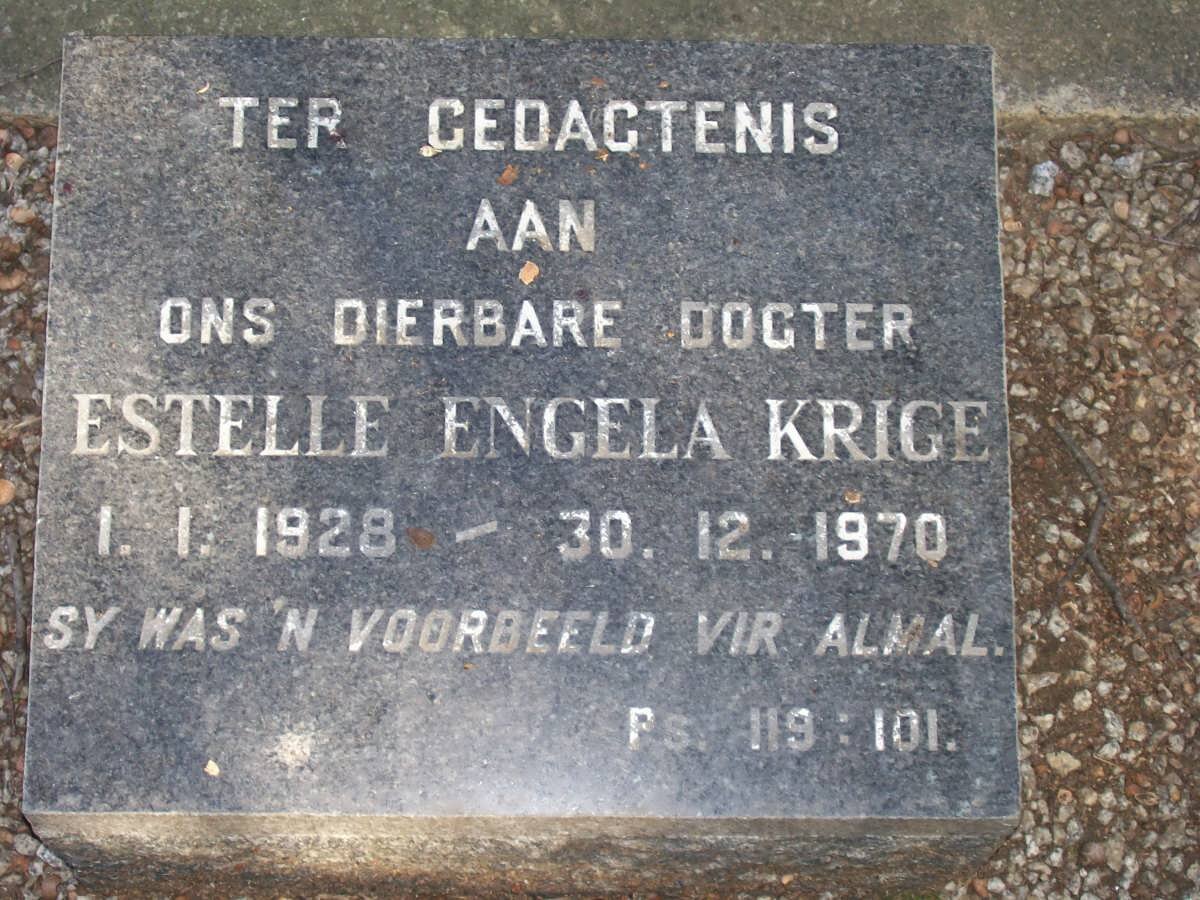 TER GEDACTENIS
AAN
ONS DIERBARE DOGTER
ESTELLE ENGELA KRIGE
1. 1. 1928 – 30. 12. 1970
SY WAS 'N VOORBEELD VIR ALMAL.
Ps. 119 : 101.